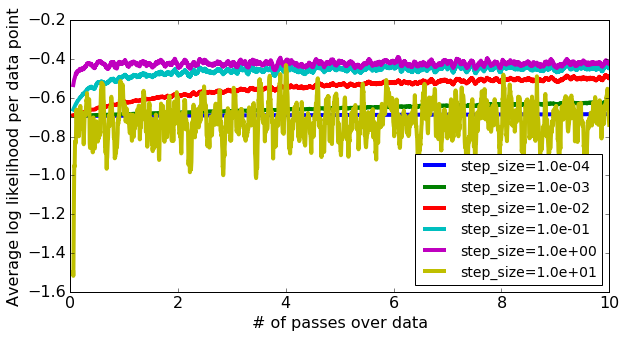 Average log likelihood per data point
−0.2
−0.4
−0.6
−0.8
−1.0
−1.2
−1.4
−1.6
0 2 4 6 8 10
# of passes over data
step_size=1.0e-04
step_size=1.0e-03
step_size=1.0e-02
step_size=1.0e-01
step_size=1.0e+00
step_size=1.0e+01